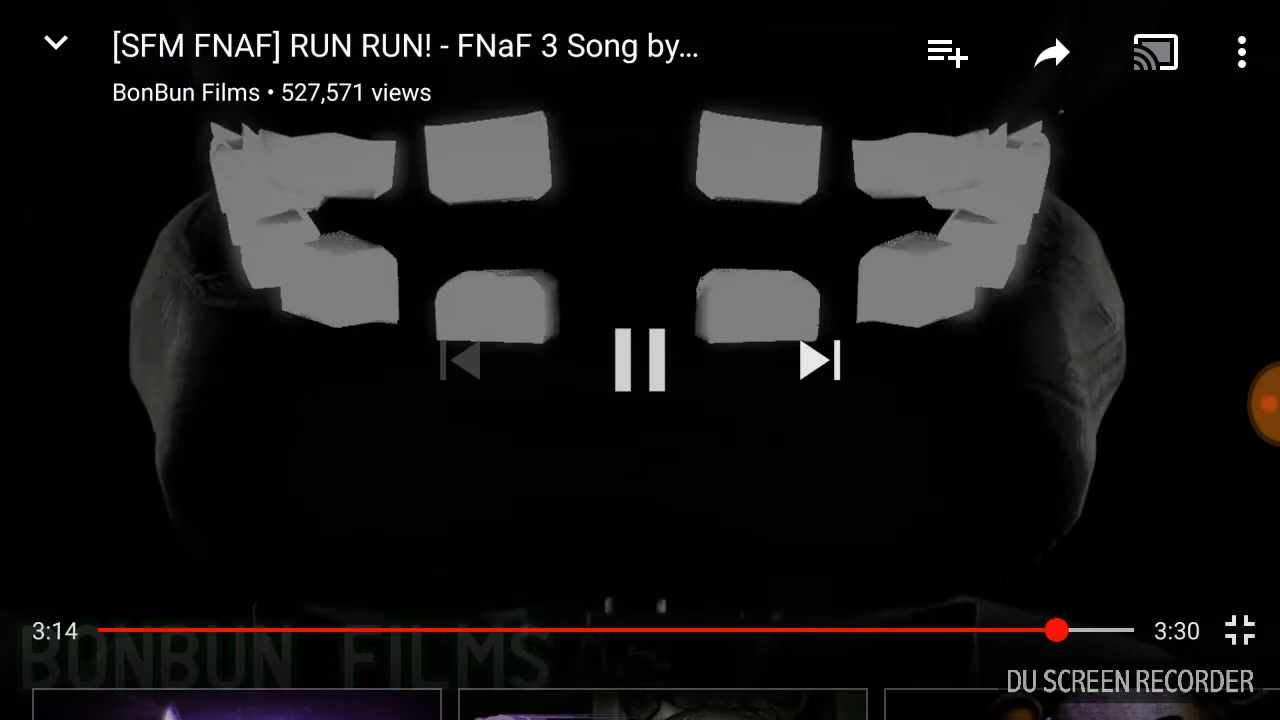 [SFM FNAF] RUN RUN! - FNaF 3 Song by...
BonBun Films • 527,571 views
3:14
3:30
BONBUN FILMS
DU SCREEN RECORDER